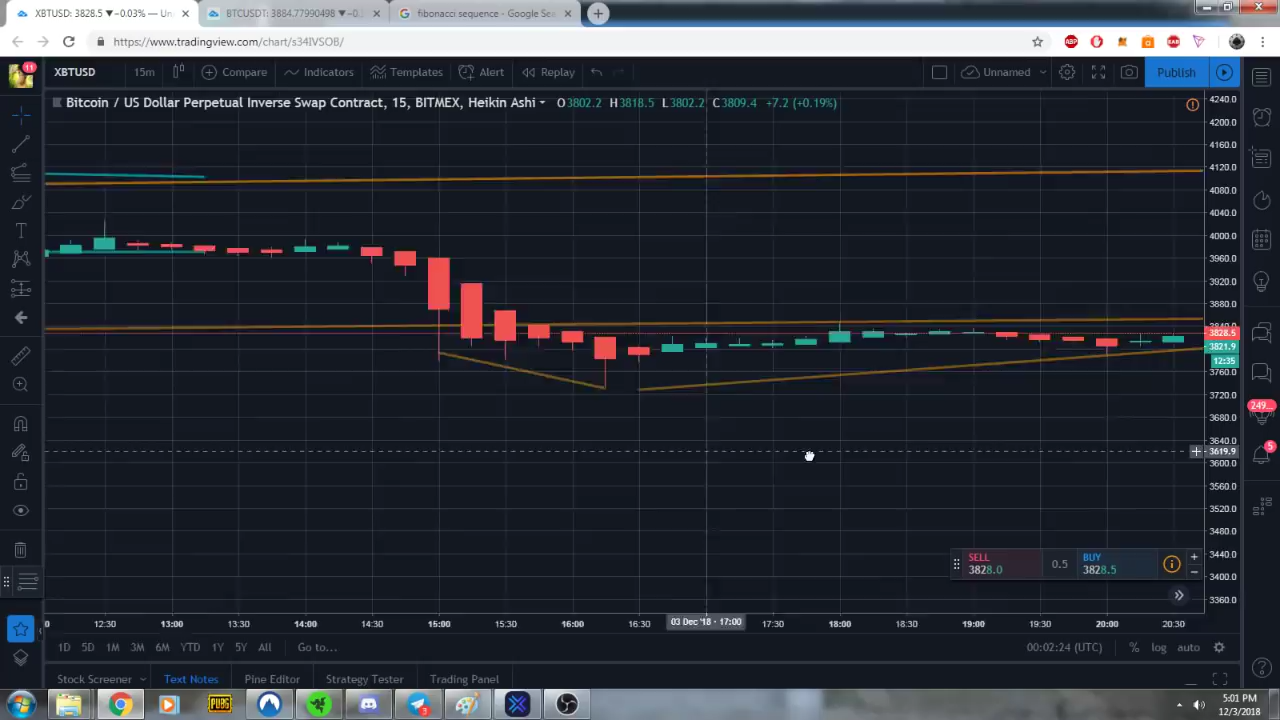 XBTUSD: 3828.5 ▼−0.03% — Un
BTCUSDT: 3884.77990498 ▼−0.
fibonacci sequence - Google Sea
https://www.tradingview.com/chart/s34IVSOB/
11
XBTUSD
15m
Compare
Indicators
Templates
Alert
Replay
Unnamed
Publish
Bitcoin / US Dollar Perpetual Inverse Swap Contract, 15, BITMEX, Heikin Ashi
O3802.2 H3818.5 L3802.2 C3809.4 +7.2 (+0.19%)
4240.0
4200.0
4160.0
4120.0
4080.0
4040.0
4000.0
3960.0
3920.0
3880.0
3840.0
3828.5
3821.9
12:35
3760.0
3720.0
3680.0
3640.0
3619.9
3600.0
3560.0
3520.0
3480.0
3440.0
3400.0
3360.0
249...
5
SELL
3828.0
0.5
BUY
3828.5
0 12:30 13:00 13:30 14:00 14:30 15:00 15:30 16:00 16:30 03 Dec '18 - 17:00 17:30 18:00 18:30 19:00 19:30 20:00 20:30
1D 5D 1M 3M 6M YTD 1Y 5Y All Go to...
00:02:24 (UTC) % log auto
Stock Screener Text Notes Pine Editor Strategy Tester Trading Panel
PUBG
5:01 PM
12/3/2018